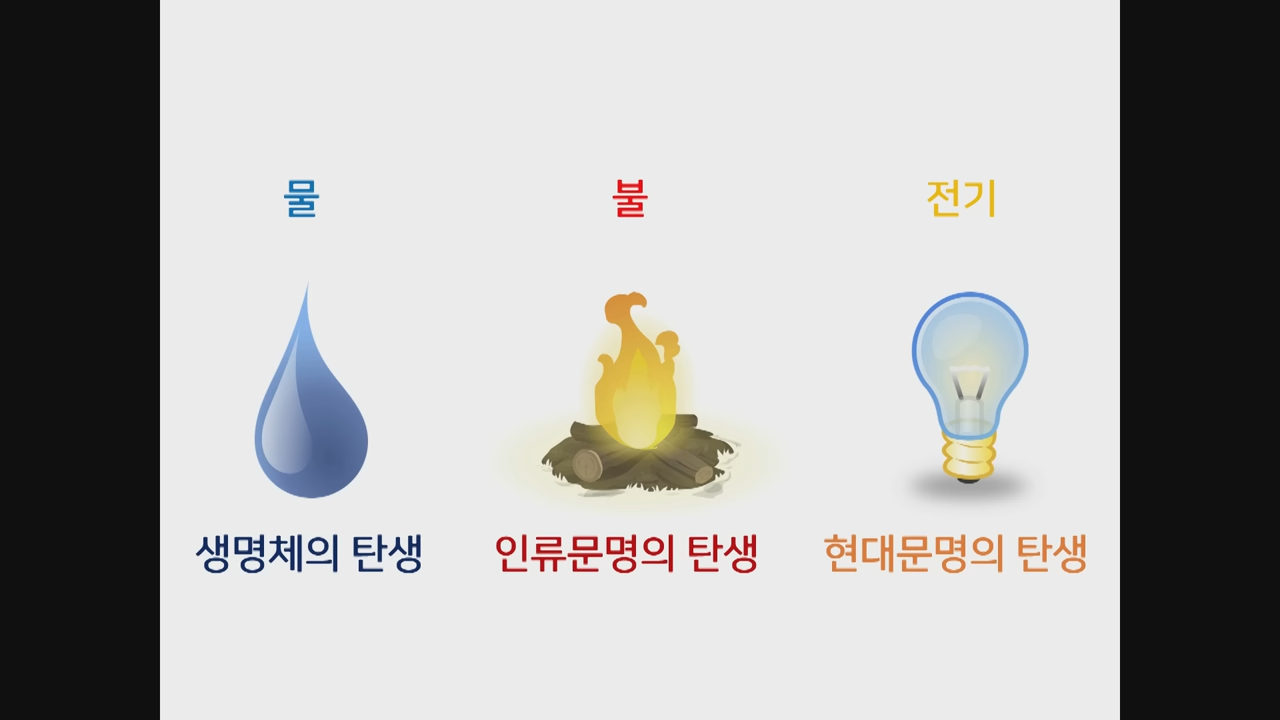 물
불
전기
생명체의 탄생
인류문명의 탄생
현대문명의 탄생